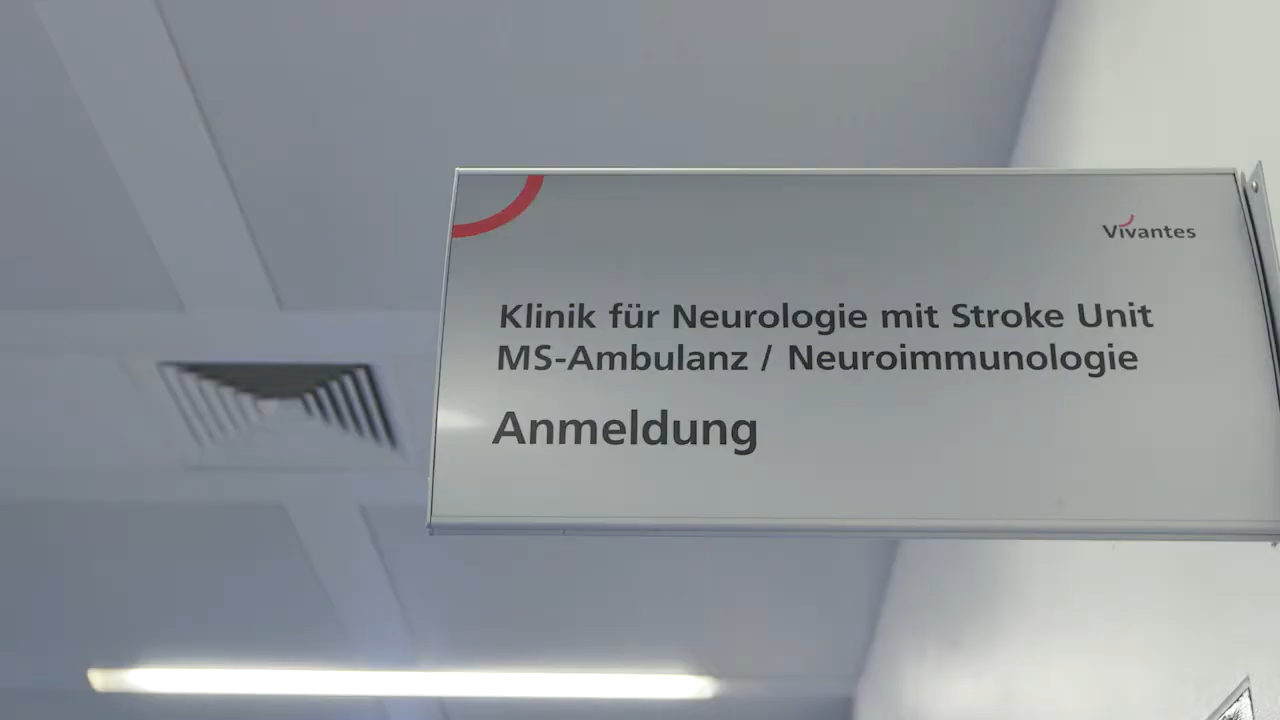 Vivantes
Klinik für Neurologie mit Stroke Unit
MS-Ambulanz / Neuroimmunologie
Anmeldung